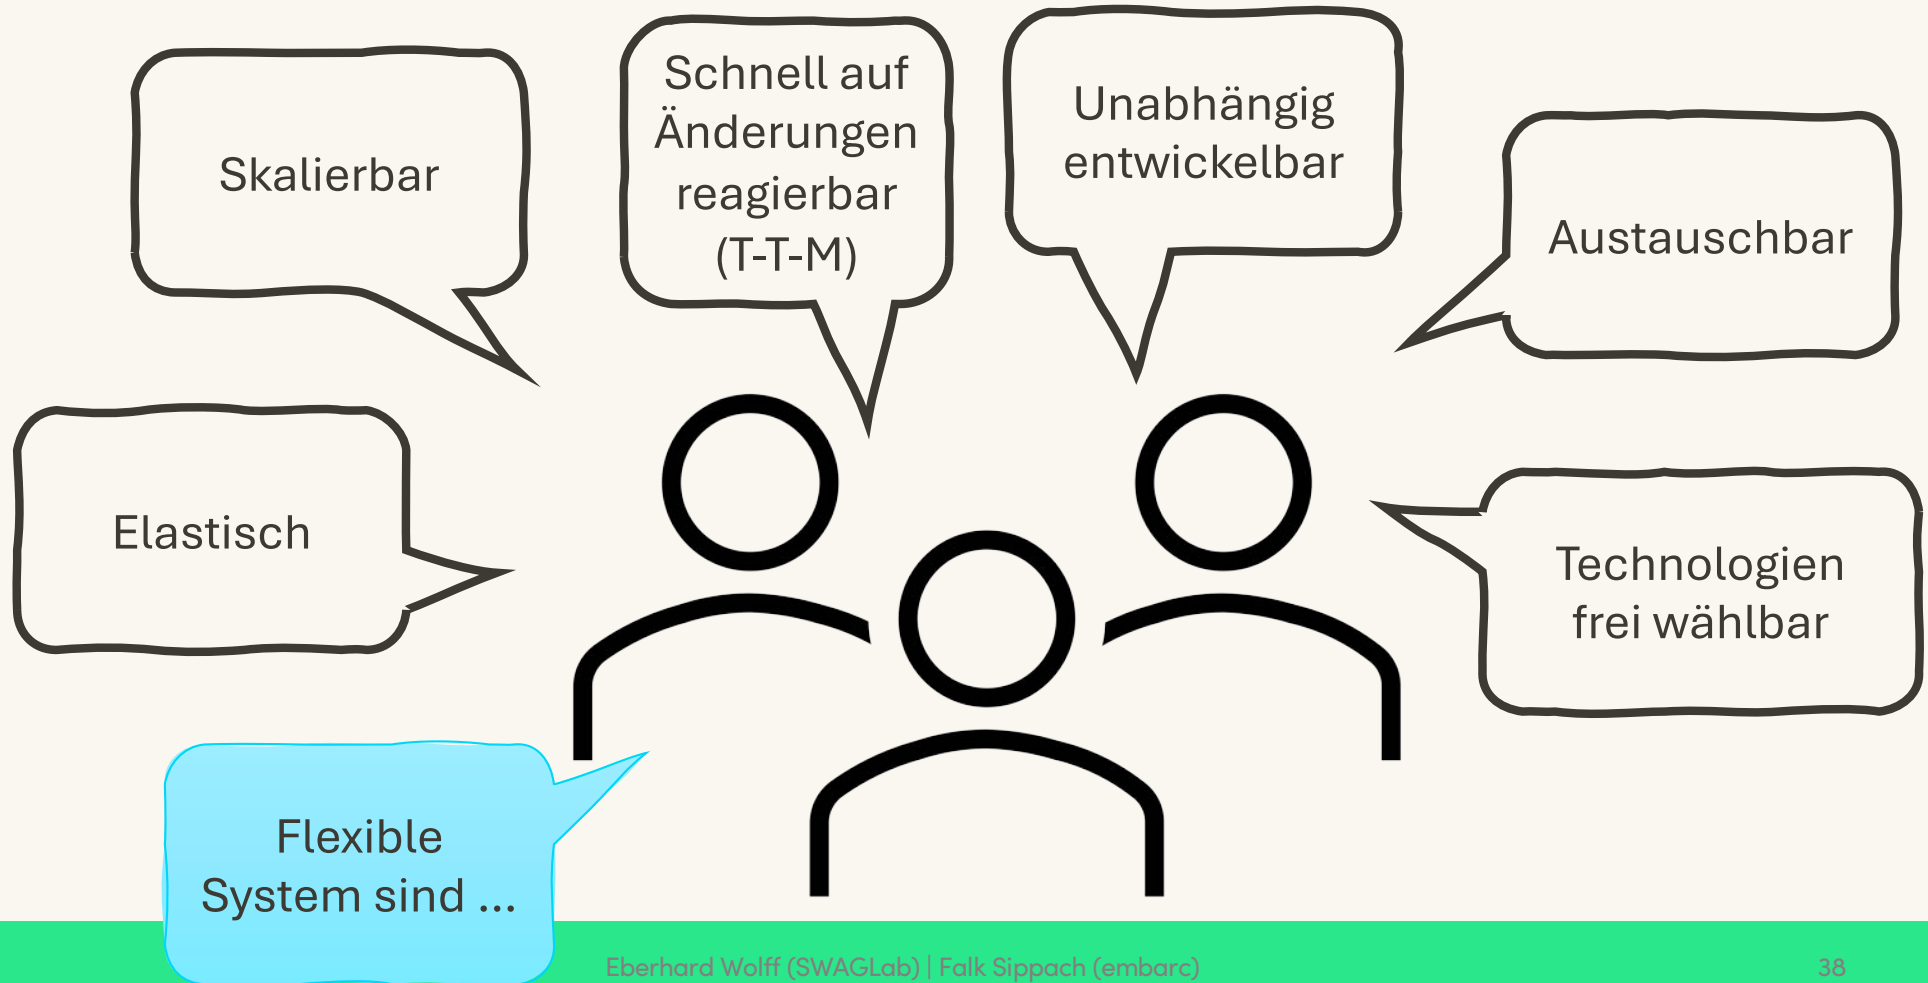 Skalierbar
Schnell auf
Änderungen
reagierbar
(T-T-M)
Unabhängig
entwickelbar
Austauschbar
Elastisch
Technologien
frei wählbar
Flexible
System sind ...
Eberhard Wolff (SWAGLab) | Falk Sippach (embarc)
38